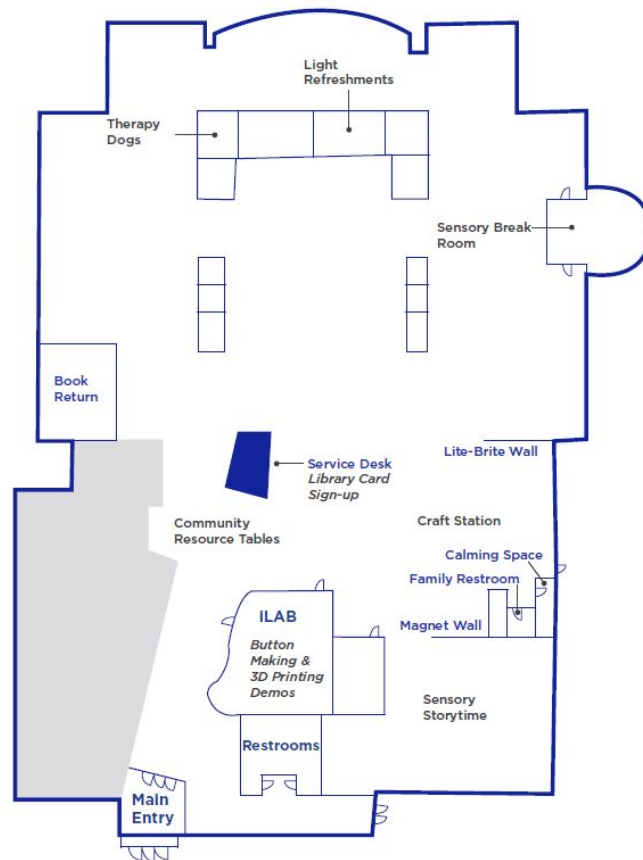 Light
Refreshments
Therapy
Dogs
Sensory Break
Room
Book
Return
Lite-Brite Wall
Service Desk
Library Card
Sign-up
Community
Resource Tables
Craft Station
Calming Space
Family Restroom
Magnet Wall
ILAB
Button
Making &
3D Printing
Demos
Sensory
Storytime
Restrooms
Main
Entry